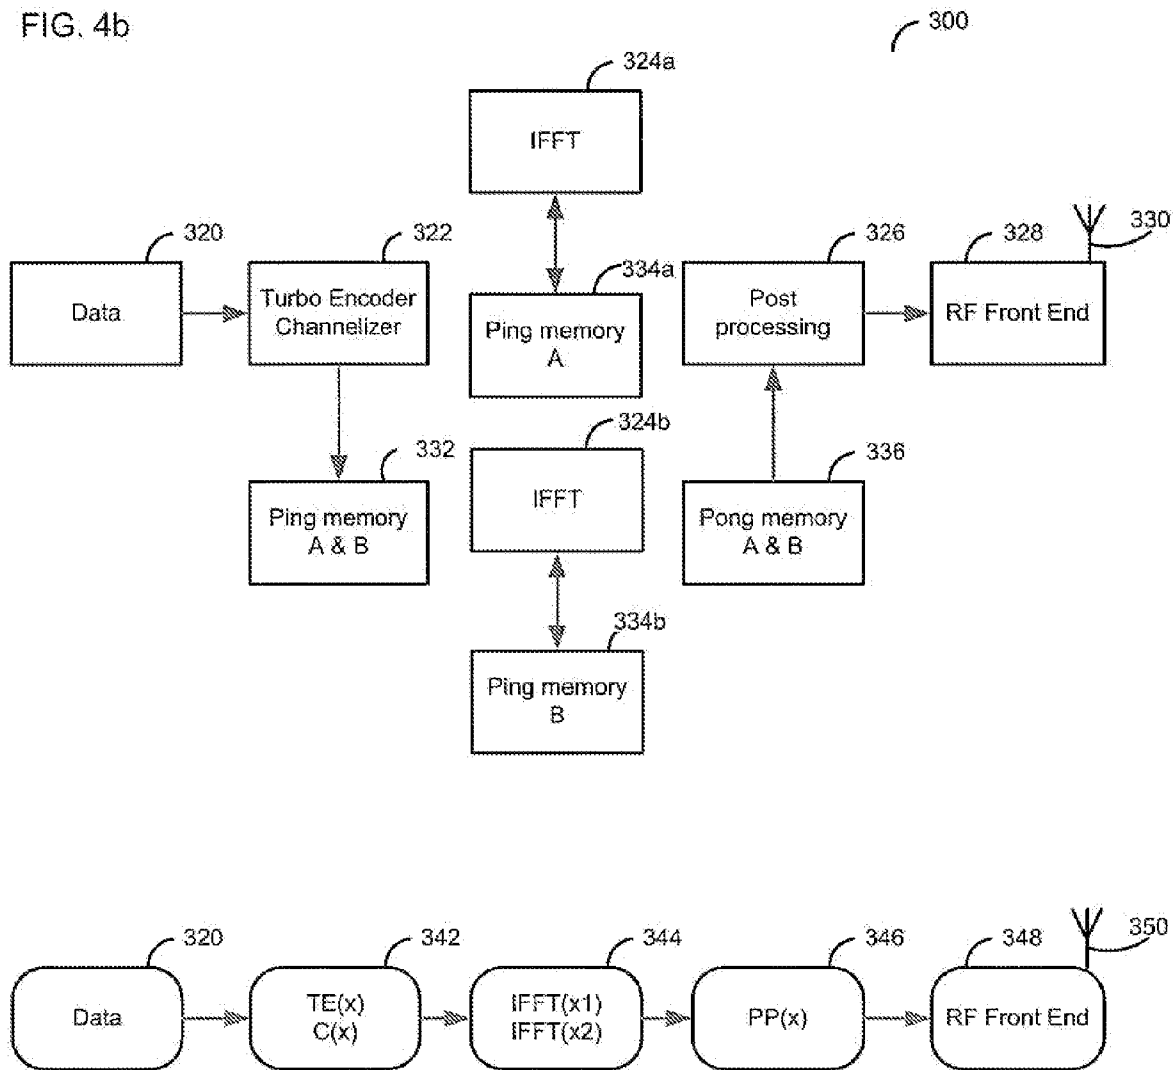 FIG. 4b
300
324a
IFFT
320
322
334a
326
328
330
Data
Turbo Encoder
Channelizer
Ping memory
A
Post
processing
RF Front End
324b
332
336
Ping memory
A & B
IFFT
Pong memory
A & B
334b
Ping memory
B
320
342
344
346
348
350
Data
TE(x)
C(x)
IFFT(x1)
IFFT(x2)
PP(x)
RF Front End